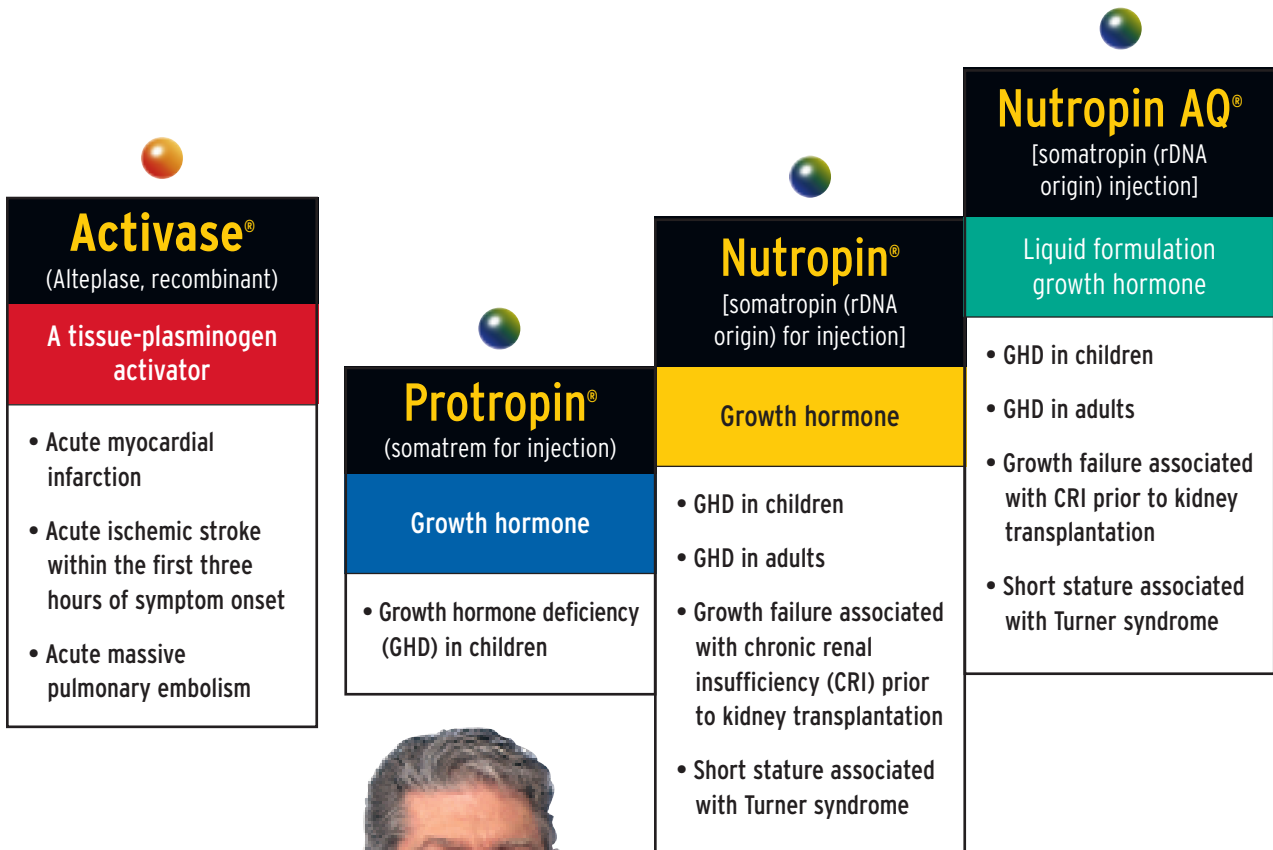 Activase®
(Alteplase, recombinant)
A tissue-plasminogen
activator
• Acute myocardial
infarction
• Acute ischemic stroke
within the first three
hours of symptom onset
• Acute massive
pulmonary embolism
Protropin®
(somatrem for injection)
Growth hormone
• Growth hormone deficiency
(GHD) in children
Nutropin®
[somatropin (rDNA
origin) for injection]
Growth hormone
• GHD in children
• GHD in adults
• Growth failure associated
with chronic renal
insufficiency (CRI) prior
to kidney transplantation
• Short stature associated
with Turner syndrome
Nutropin AQ®
[somatropin (rDNA
origin) injection]
Liquid formulation
growth hormone
• GHD in children
• GHD in adults
• Growth failure associated
with CRI prior to kidney
transplantation
• Short stature associated
with Turner syndrome